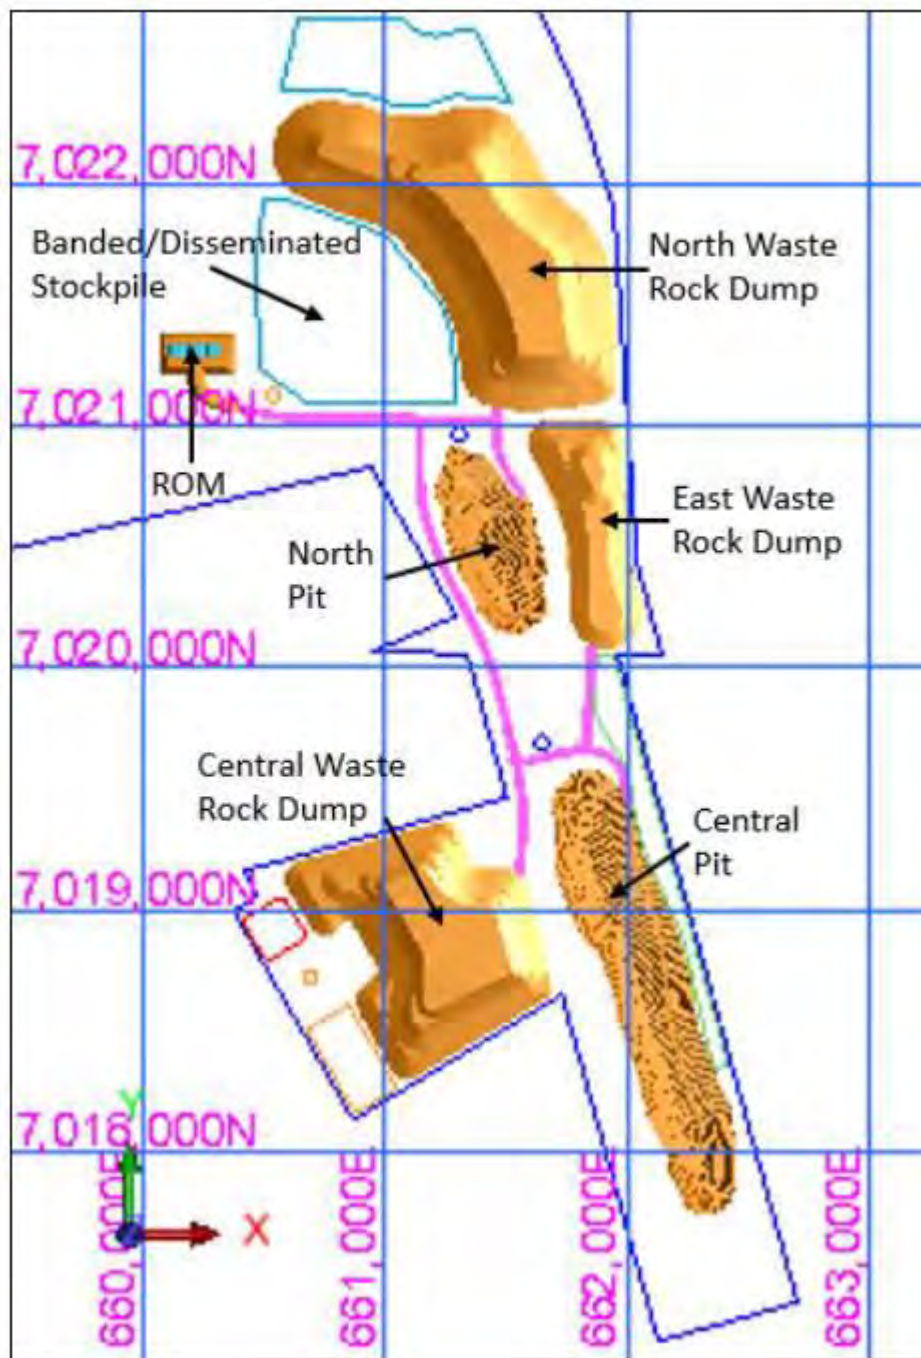 7,022,000N
Banded/Disseminated
Stockpile
North Waste
Rock Dump
7,021,000N
ROM
East Waste
Rock Dump
North
Pit
7,020,000N
Central Waste
Rock Dump
Central
Pit
7,019,000N
7,018,000N
Y
X
660,000E
661,000E
662,000E
663,000E